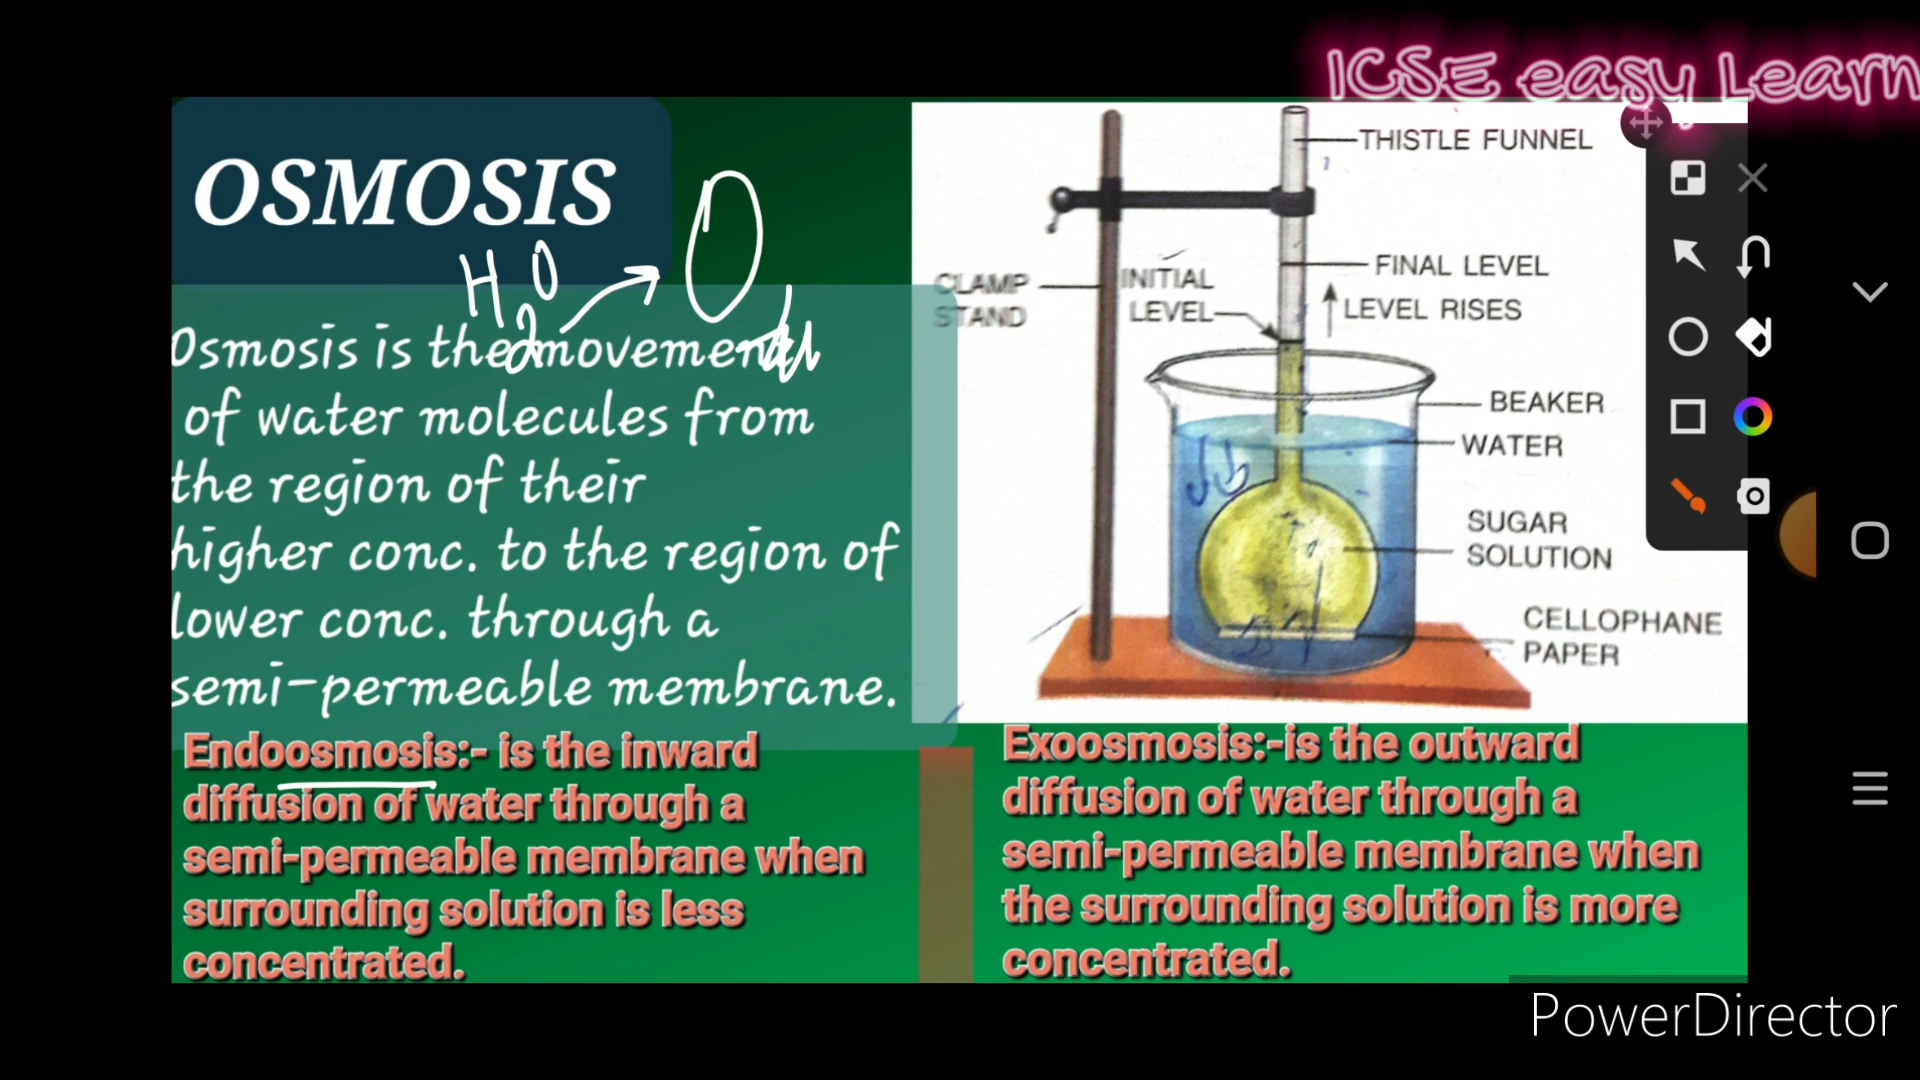 ICSE easy Learn
OSMOSIS
H2O
Osmosis is the movement
of water molecules from
the region of their
higher conc. to the region of
lower conc. through a
semi-permeable membrane.
THISTLE FUNNEL
CLAMP
STAND
INITIAL
LEVEL
FINAL LEVEL
LEVEL RISES
BEAKER
WATER
SUGAR
SOLUTION
CELLOPHANE
PAPER
Endoosmosis:- is the inward
diffusion of water through a
semi-permeable membrane when
surrounding solution is less
concentrated.
Exoosmosis:-is the outward
diffusion of water through a
semi-permeable membrane when
the surrounding solution is more
concentrated.
PowerDirector